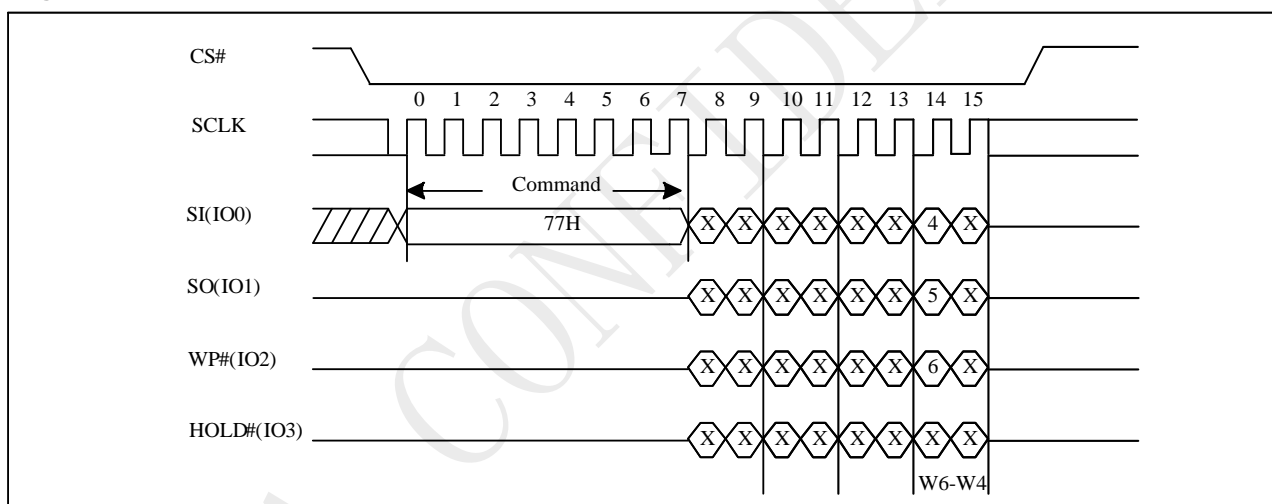 CS#
0 1 2 3 4 5 6 7 8 9 10 11 12 13 14 15
SCLK
Command
SI(IO0) 77H X X X X X X 4 X
SO(IO1) X X X X X X 5 X
WP#(IO2) X X X X X X 6 X
HOLD#(IO3) X X X X X X X X
W6-W4